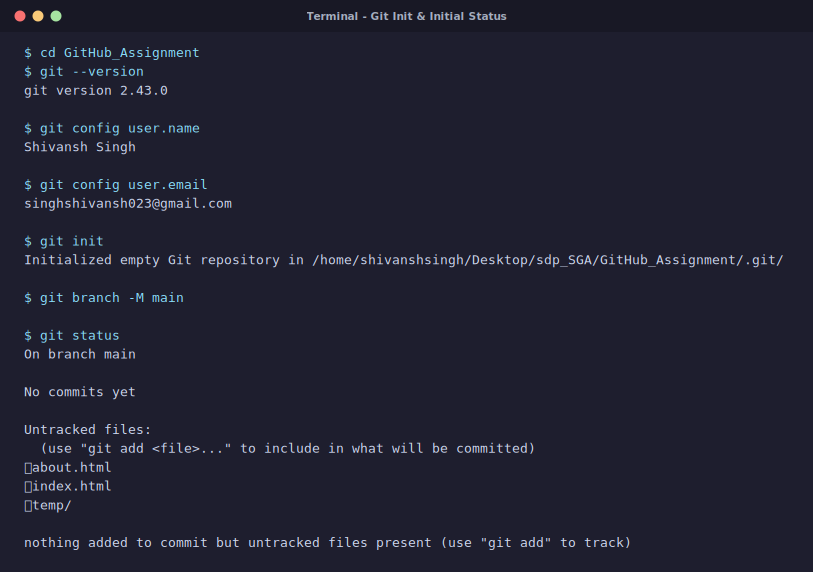 Terminal - Git Init & Initial Status
$ cd GitHub_Assignment
$ git --version
git version 2.43.0
$ git config user.name
Shivansh Singh
$ git config user.email
singhshivansh023@gmail.com
$ git init
Initialized empty Git repository in /home/shivanshsingh/Desktop/sdp_SGA/GitHub_Assignment/.git/
$ git branch -M main
$ git status
On branch main
No commits yet
Untracked files:
(use "git add <file>..." to include in what will be committed)
about.html
index.html
temp/
nothing added to commit but untracked files present (use "git add" to track)